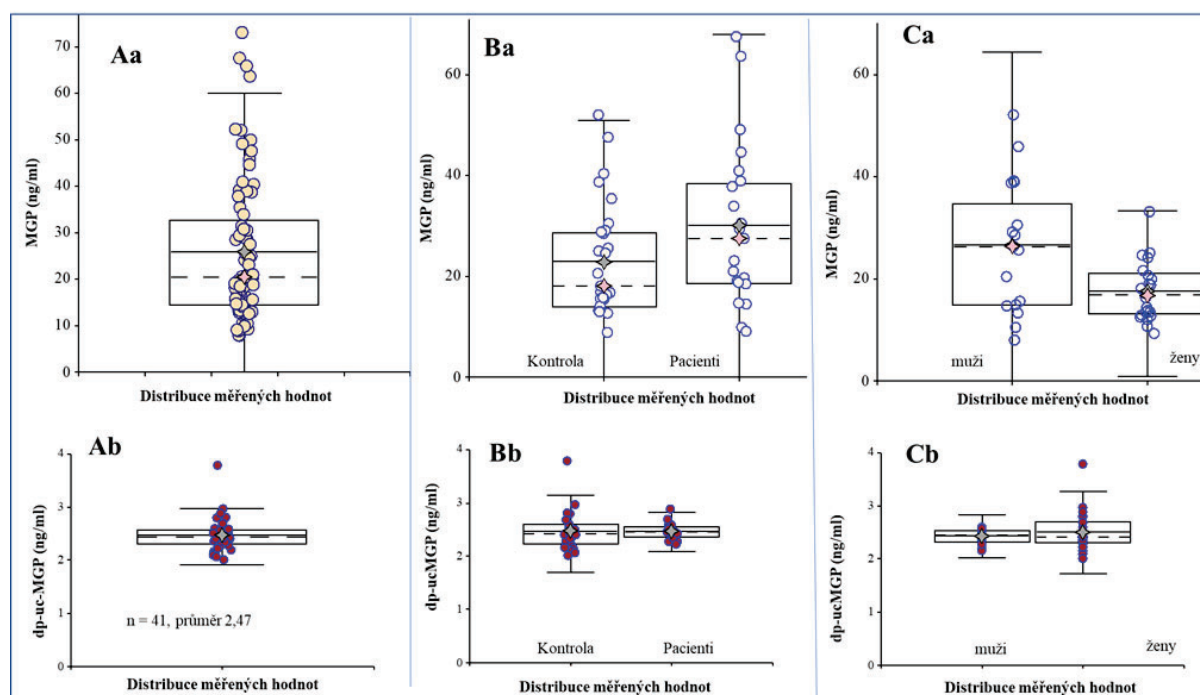 Aa
MGP (ng/ml)
70
60
50
40
30
20
10
0
Distribuce měřených hodnot
Ba
MGP (ng/ml)
60
40
20
0
Kontrola
Pacienti
Distribuce měřených hodnot
Ca
MGP (ng/ml)
60
40
20
0
muži
ženy
Distribuce měřených hodnot
Ab
dp-uc-MGP (ng/ml)
4
3
2
1
0
n = 41, průměr 2,47
Distribuce měřených hodnot
Bb
dp-ucMGP (ng/ml)
4
3
2
1
0
Kontrola
Pacienti
Distribuce měřených hodnot
Cb
dp-ucMGP (ng/ml)
4
3
2
1
0
muži
ženy
Distribuce měřených hodnot